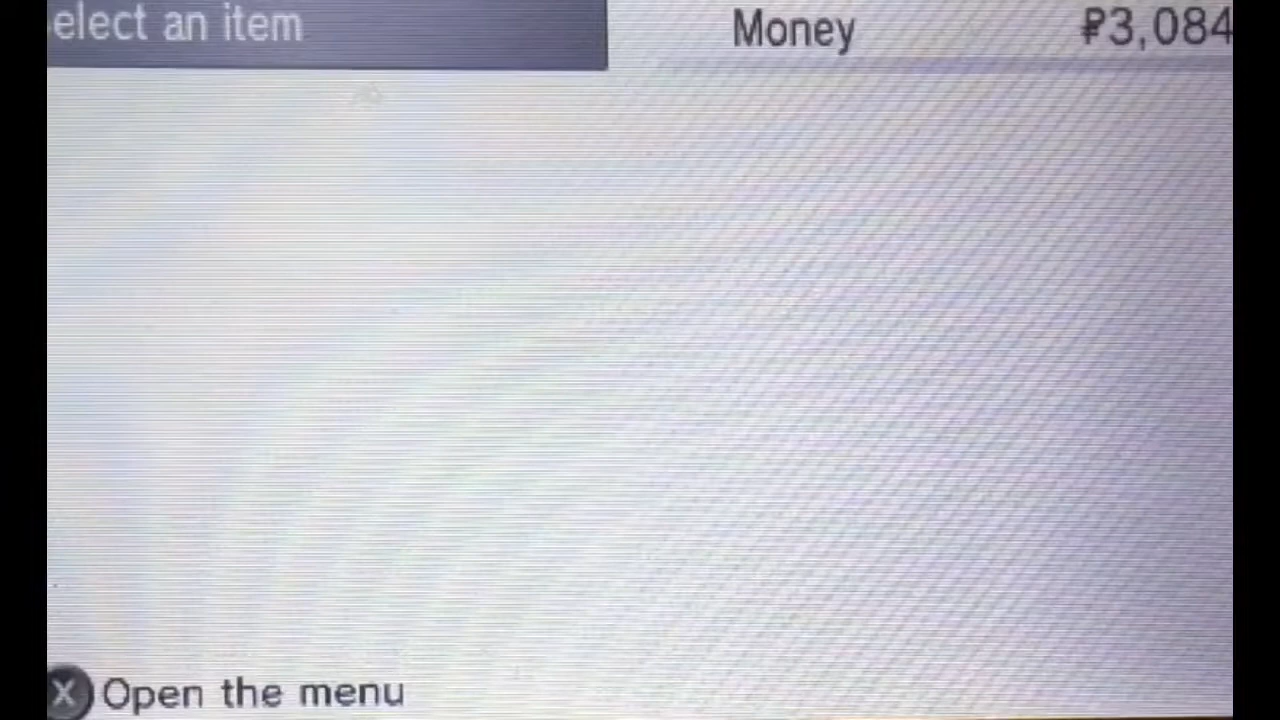 elect an item
Money ₽3,084
X Open the menu